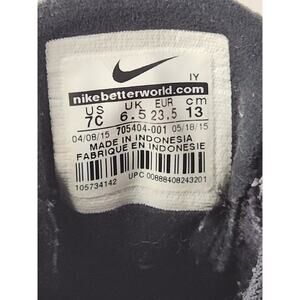 IY
nikebetterworld.com
US UK EUR cm
7C 6.5 23.5 13
04/08/15 705404-001 05/18/15
MADE IN INDONESIA
FABRIQUE EN INDONESIE
105734142 UPC 00888408243201